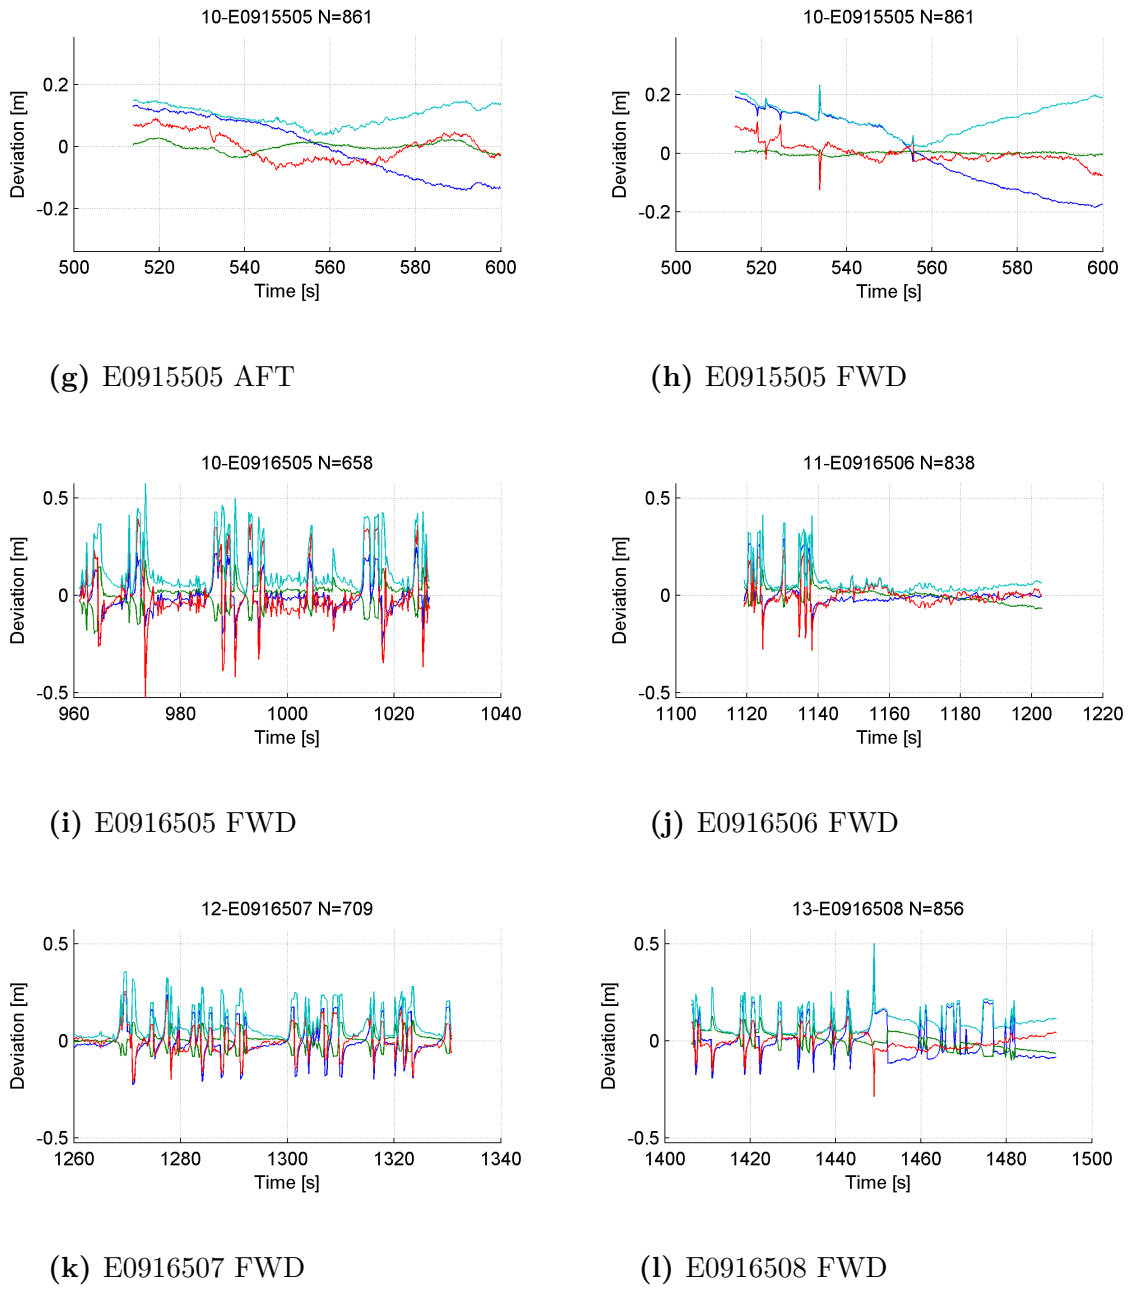 10-E0915505 N=861
0.2
0
-0.2
Deviation [m]
500 520 540 560 580 600
Time [s]
(g) E0915505 AFT
10-E0915505 N=861
0.2
0
-0.2
Deviation [m]
500 520 540 560 580 600
Time [s]
(h) E0915505 FWD
10-E0916505 N=658
0.5
0
-0.5
Deviation [m]
960 980 1000 1020 1040
Time [s]
(i) E0916505 FWD
11-E0916506 N=838
0.5
0
-0.5
Deviation [m]
1100 1120 1140 1160 1180 1200 1220
Time [s]
(j) E0916506 FWD
12-E0916507 N=709
0.5
0
-0.5
Deviation [m]
1260 1280 1300 1320 1340
Time [s]
(k) E0916507 FWD
13-E0916508 N=856
0.5
0
-0.5
Deviation [m]
1400 1420 1440 1460 1480 1500
Time [s]
(l) E0916508 FWD